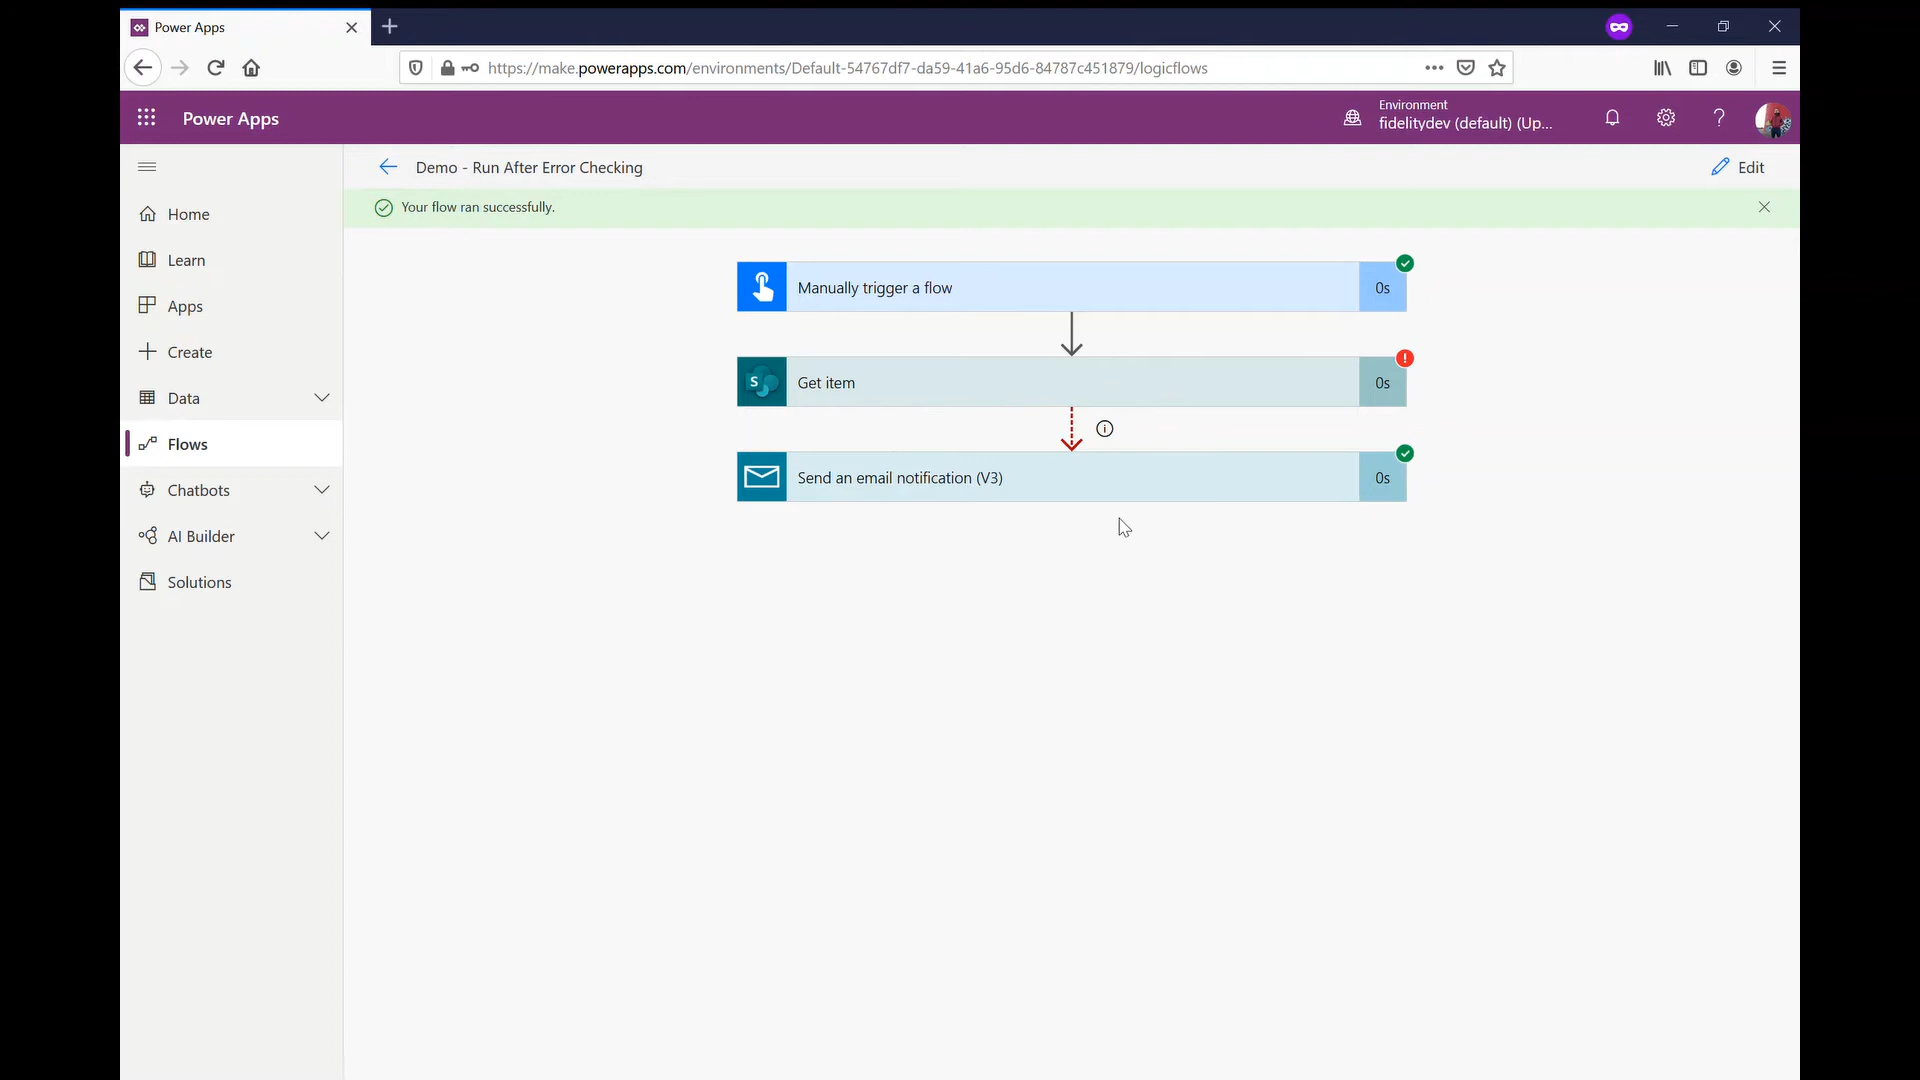 Power Apps
https://make.powerapps.com/environments/Default-54767df7-da59-41a6-95d6-84787c451879/logicflows
Power Apps
Environment
fidelitydev (default) (Up...
?
Demo - Run After Error Checking
Edit
Your flow ran successfully.
Home
Learn
Apps
Create
Data
Flows
Chatbots
AI Builder
Solutions
Manually trigger a flow
0s
S
Get item
0s
Send an email notification (V3)
0s